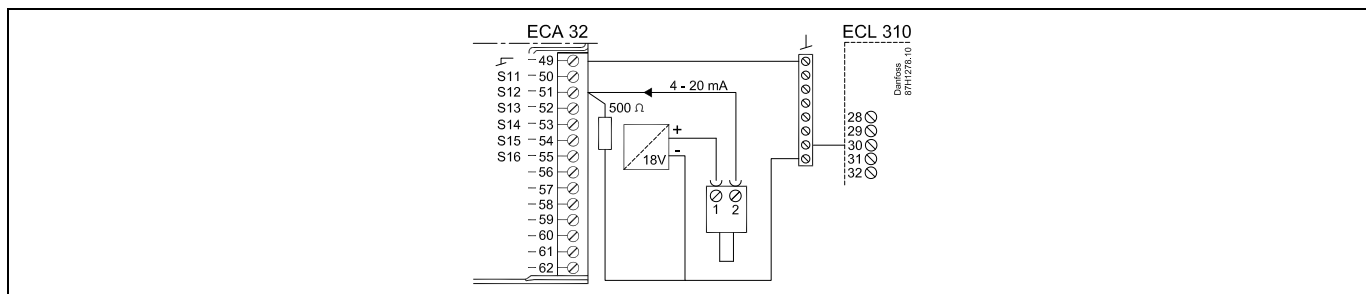 ECA 32
ECL 310
49
S11 - 50
S12 - 51
S13 - 52
S14 - 53
S15 - 54
S16 - 55
- 56
- 57
- 58
- 59
- 60
- 61
- 62
4 - 20 mA
500 Ω
+
-
18V
1 2
28
29
30
31
32
Danfoss
87H1278.10